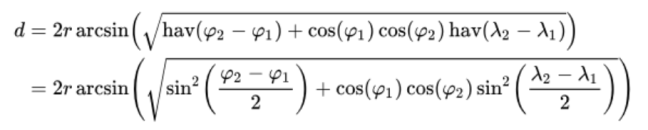 d = 2r arcsin(√(hav(φ₂ − φ₁) + cos(φ₁) cos(φ₂) hav(λ₂ − λ₁)))
= 2r arcsin(√(sin²((φ₂ − φ₁)/2) + cos(φ₁) cos(φ₂) sin²((λ₂ − λ₁)/2)))